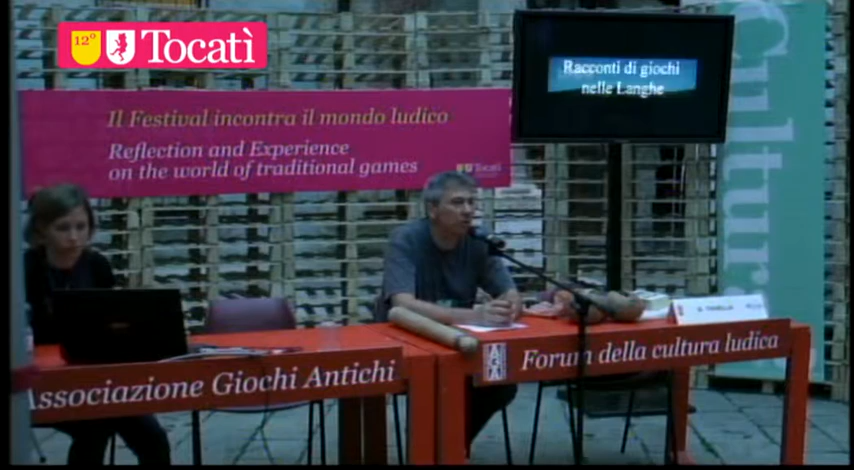 12°
Tocatì
Racconti di giochi
nelle Langhe
Il Festival incontra il mondo ludico
Reflection and Experience
on the world of traditional games
Tocatì
Cultura
Associazione Giochi Antichi
Forum della cultura ludica